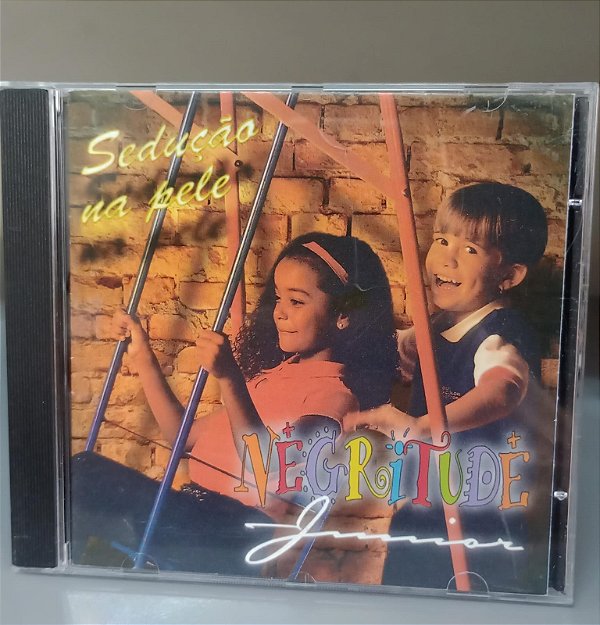 Sedução
na pele
NEGRiTUDE
Junior